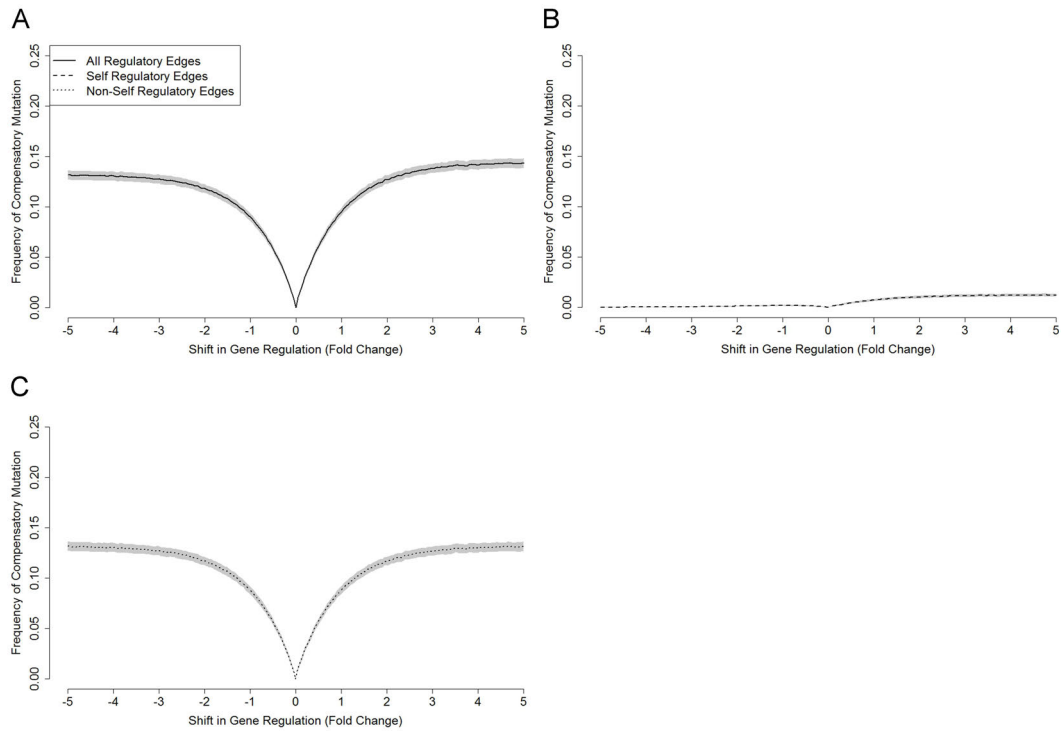 A
All Regulatory Edges
Self Regulatory Edges
Non-Self Regulatory Edges
Frequency of Compensatory Mutation
0.00 0.05 0.10 0.15 0.20 0.25
-5 -4 -3 -2 -1 0 1 2 3 4 5
Shift in Gene Regulation (Fold Change)
B
Frequency of Compensatory Mutation
0.00 0.05 0.10 0.15 0.20 0.25
-5 -4 -3 -2 -1 0 1 2 3 4 5
Shift in Gene Regulation (Fold Change)
C
Frequency of Compensatory Mutation
0.00 0.05 0.10 0.15 0.20 0.25
-5 -4 -3 -2 -1 0 1 2 3 4 5
Shift in Gene Regulation (Fold Change)